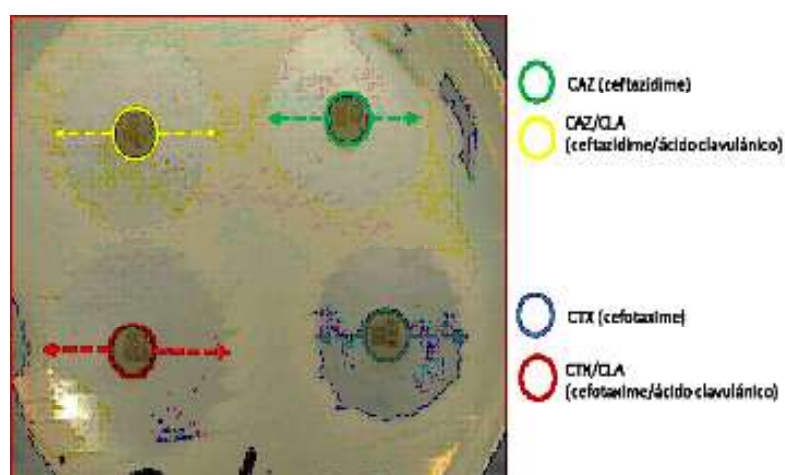 CAZ (ceftazidime)
CAZ/CLA
(ceftazidime/ácido clavulánico)
CTX (cefotaxime)
CTX/CLA
(cefotaxime/ácido clavulánico)